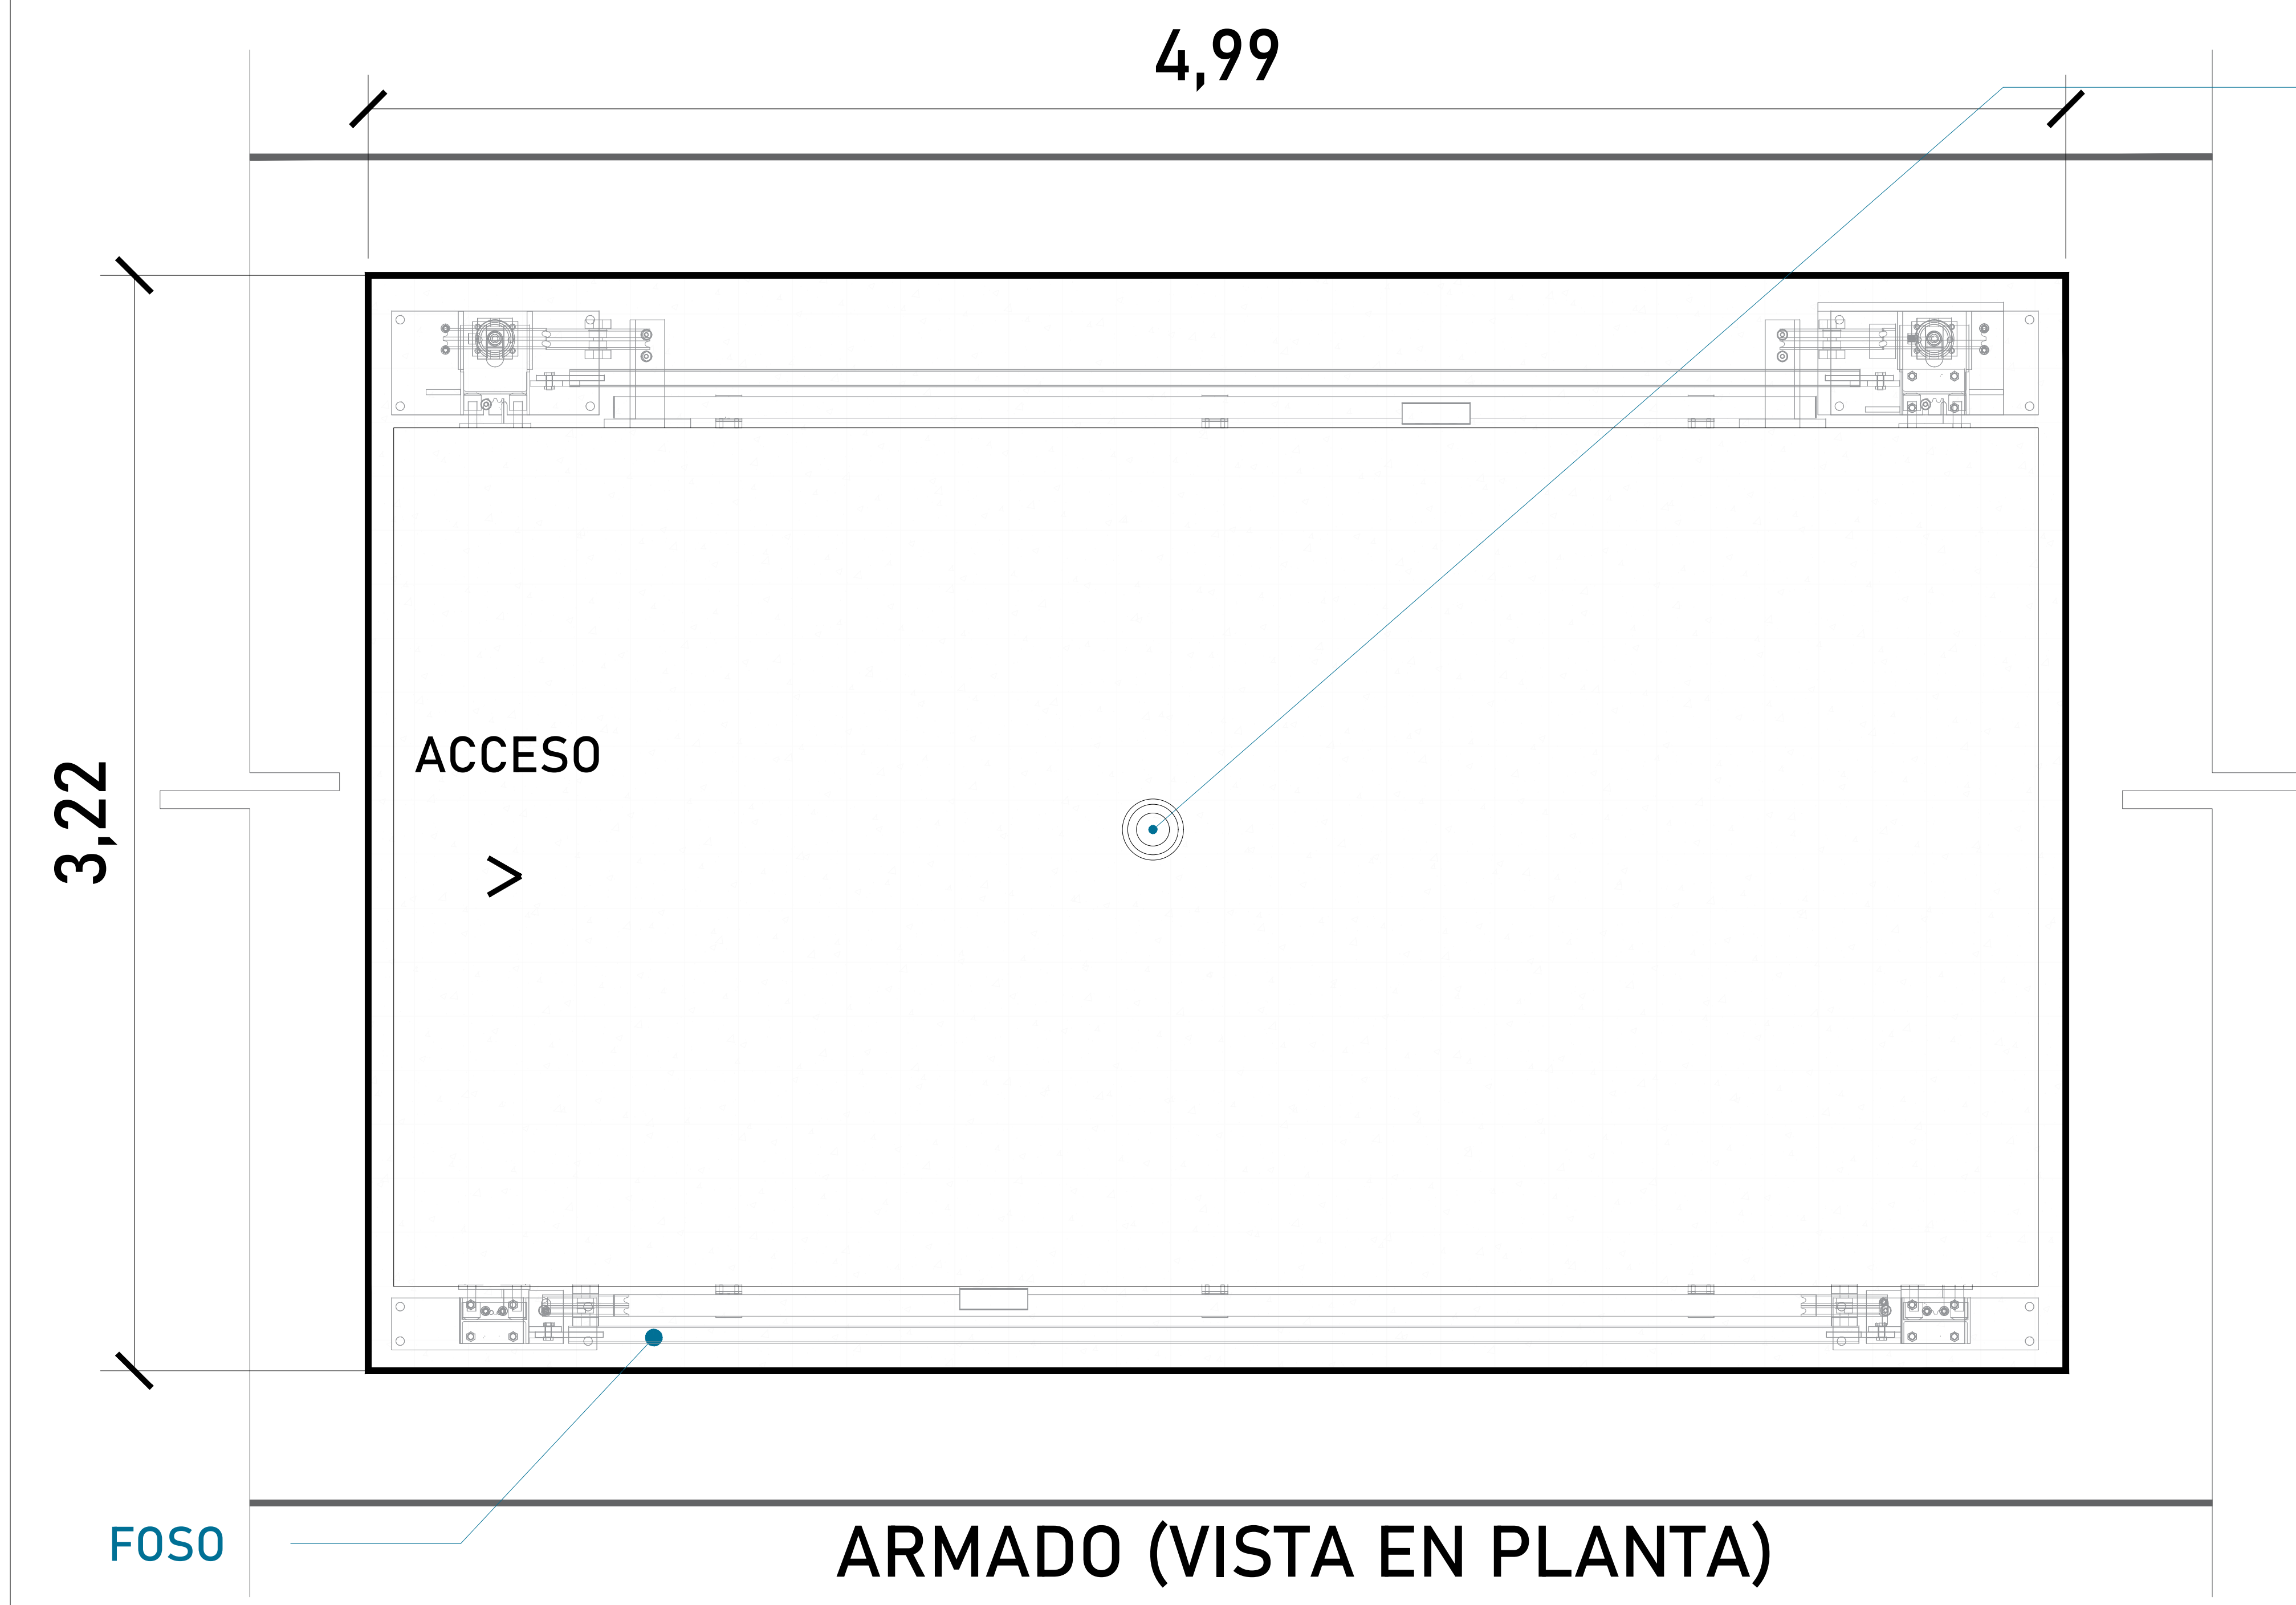 4,99
3,22
ACCESO
>
FOSO
ARMADO (VISTA EN PLANTA)